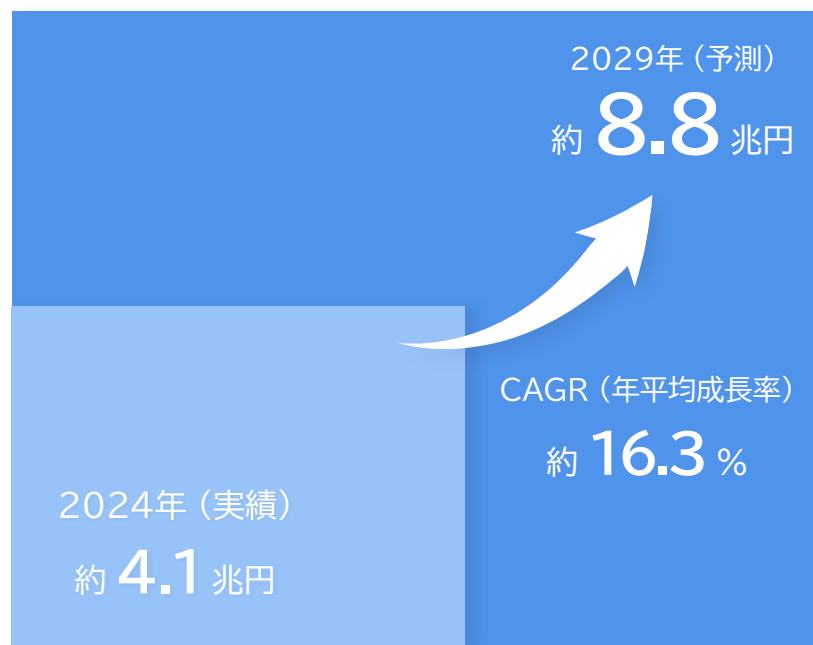 2029年（予測）
約 8.8 兆円
CAGR（年平均成長率）
約 16.3 %
2024年（実績）
約 4.1 兆円